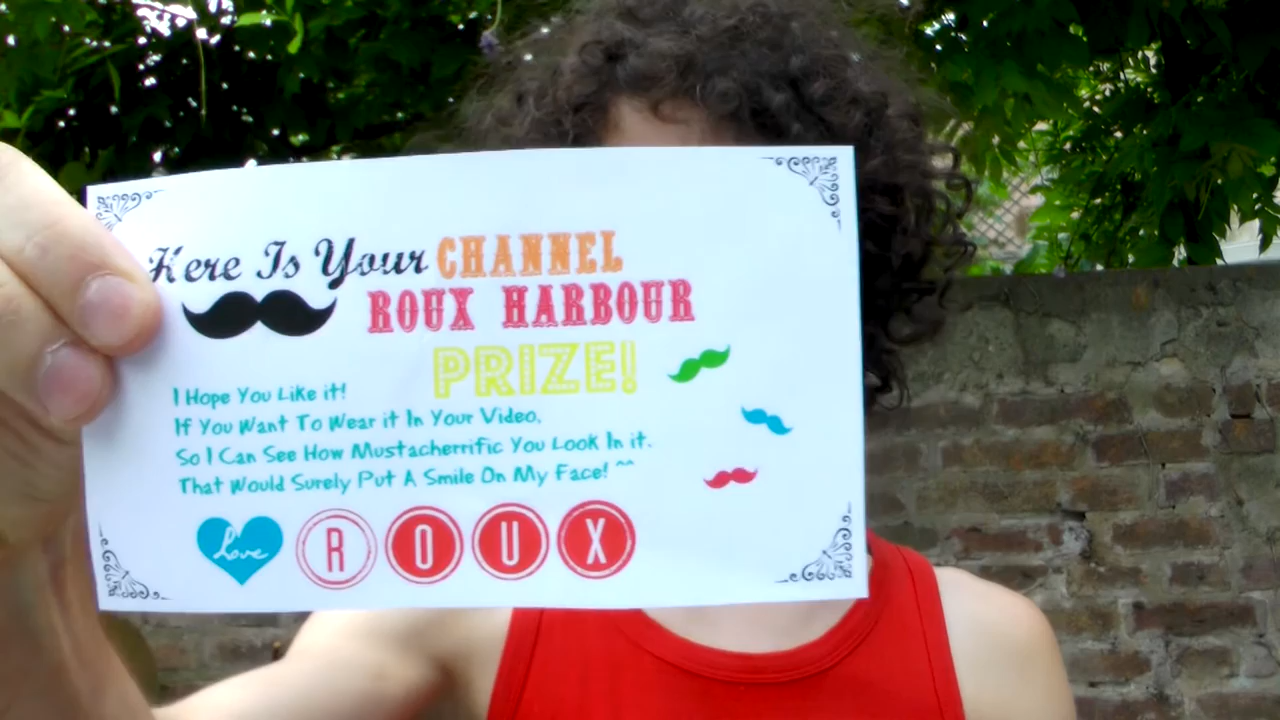 Here Is Your CHANNEL
ROUX HARBOUR
PRIZE!
I Hope You Like it!
If You Want To Wear it In Your Video,
So I Can See How Mustacherrific You Look In it.
That Would Surely Put A Smile On My Face! ^^
Love ROUX